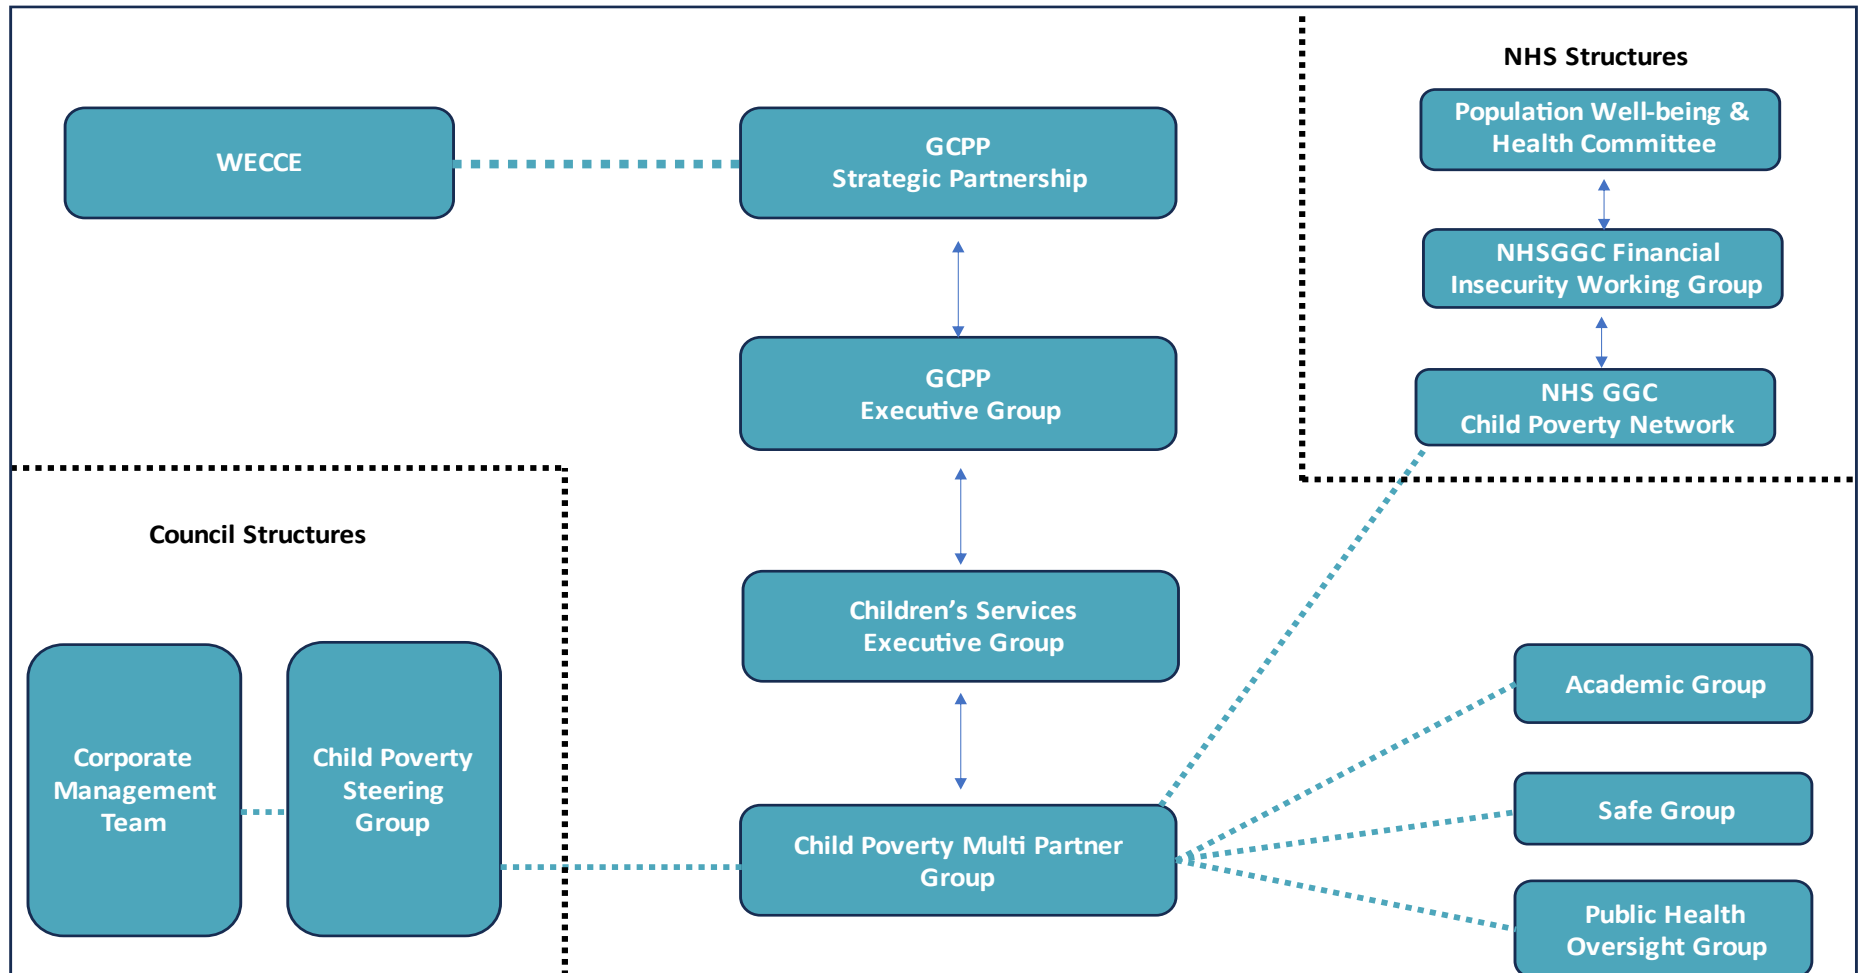 NHS Structures
Population Well-being &
Health Committee
WECCE
GCPP
Strategic Partnership
NHSGGC Financial
Insecurity Working Group
GCPP
Executive Group
NHS GGC
Child Poverty Network
Council Structures
Children’s Services
Executive Group
Academic Group
Corporate
Management
Team
Child Poverty
Steering
Group
Safe Group
Child Poverty Multi Partner
Group
Public Health
Oversight Group